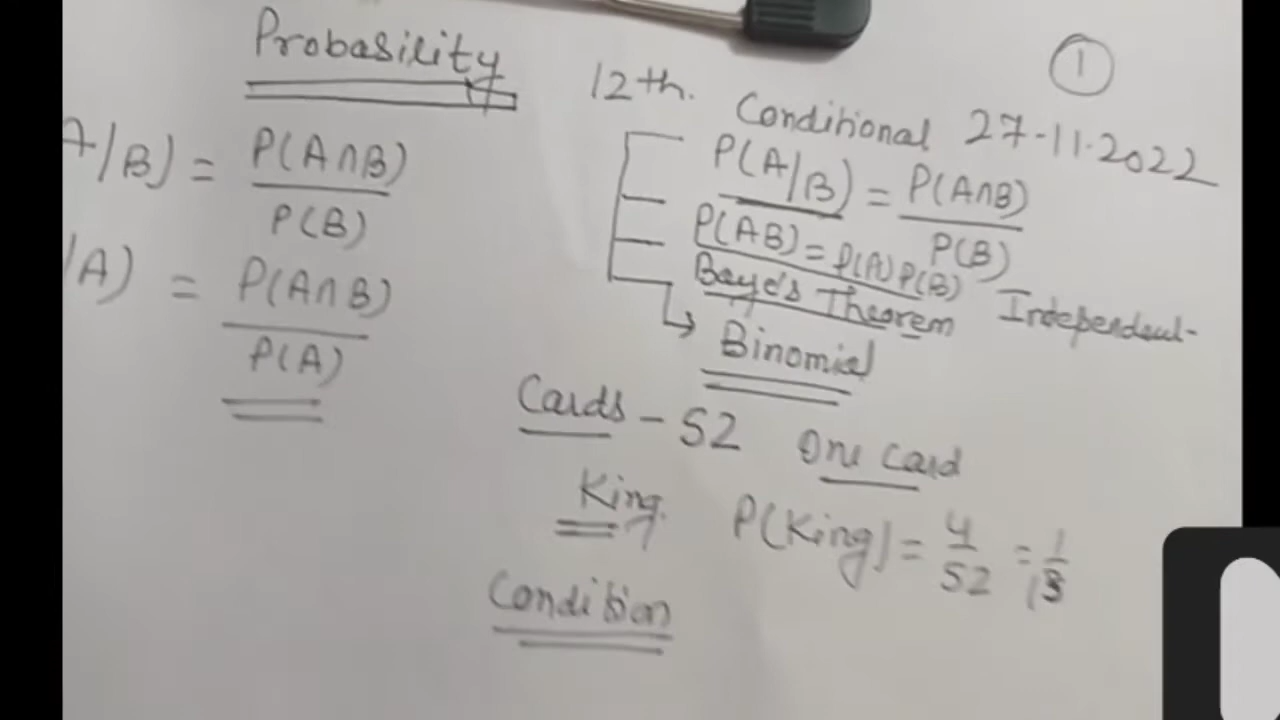 Probability
12th.
①
Conditional 27-11-2022
A/B) = P(A∩B) / P(B)
P(A/B) = P(A∩B) / P(B)
P(AB) = P(A) P(B) Independent
/A) = P(A∩B) / P(A)
Baye's Theorem
Binomial
Cards - 52 One card
King. P(King) = 4/52 = 1/13
Condition